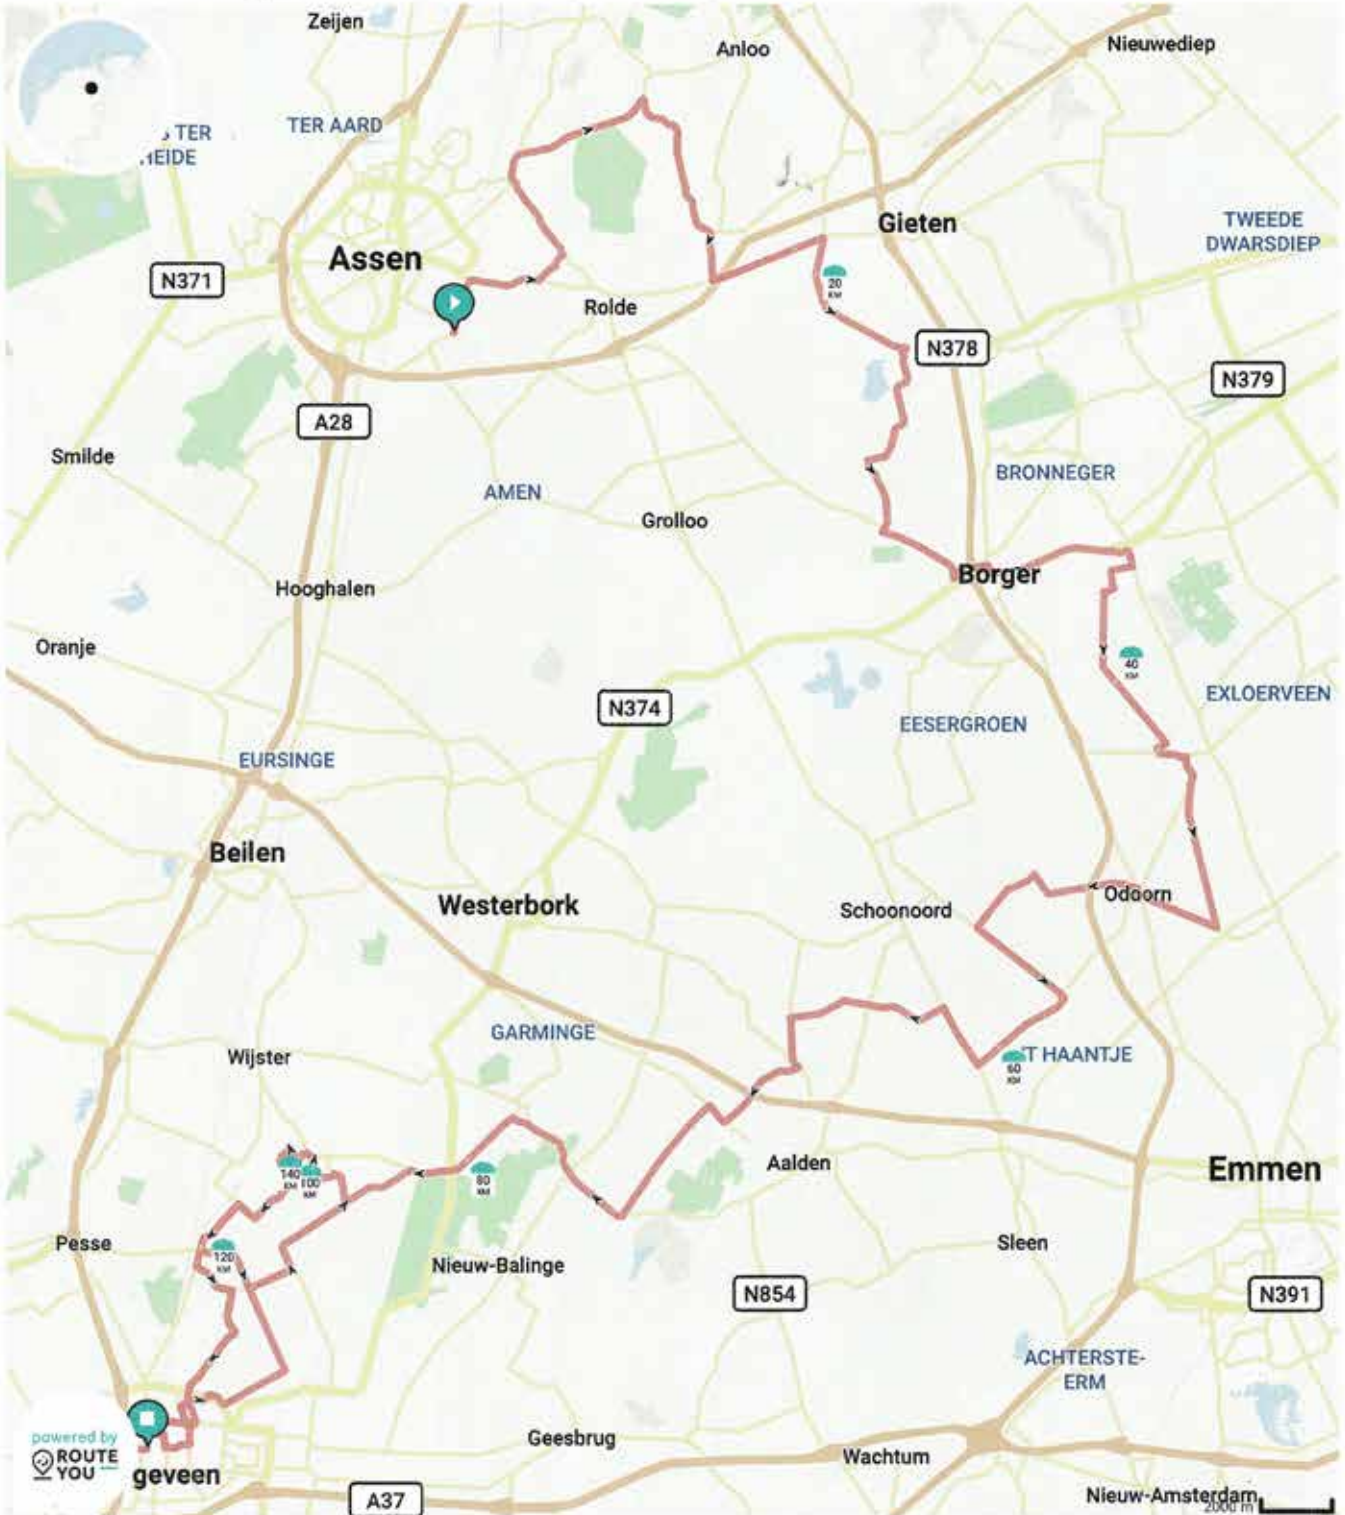 Zeijen
Anloo
Nieuwediep
S TER
HEIDE
TER AARD
Gieten
TWEEDE
DWARSDIEP
Assen
N371
20
KM
Rolde
N378
N379
A28
Smilde
BRONNEGER
AMEN
Grolloo
Borger
Hooghalen
Oranje
40
KM
EXLOERVEEN
N374
EESERGROEN
EURSINGE
Beilen
Odoorn
Westerbork
Schoonoord
GARMINGE
Wijster
'T HAANTJE
60
KM
Aalden
Emmen
140
KM
100
KM
80
KM
Pesse
120
KM
Sleen
Nieuw-Balinge
N854
N391
ACHTERSTE-
ERM
powered by
ROUTE
YOU
geveen
Geesbrug
Wachtum
A37
Nieuw-Amsterdam
2000 m